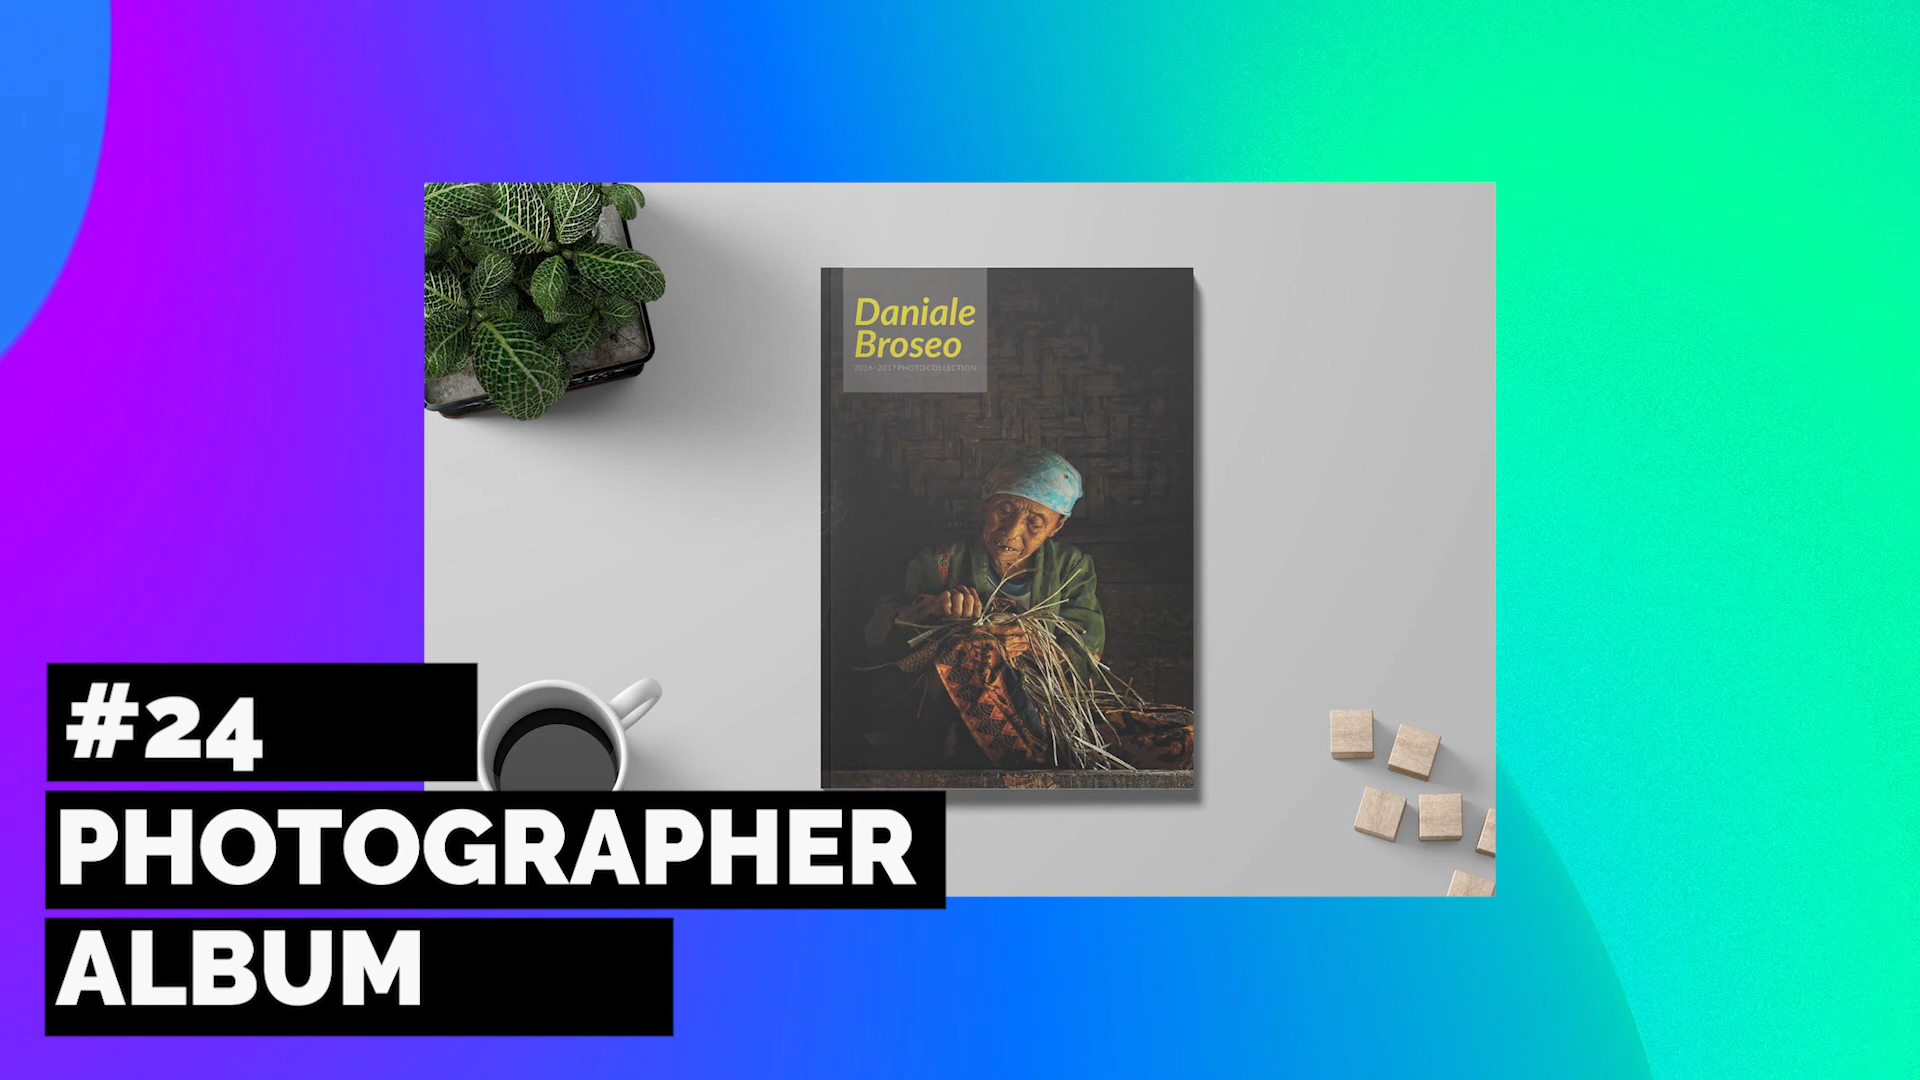 Daniale
Broseo
2016 - 2017 PHOTO COLLECTION
#24
PHOTOGRAPHER
ALBUM